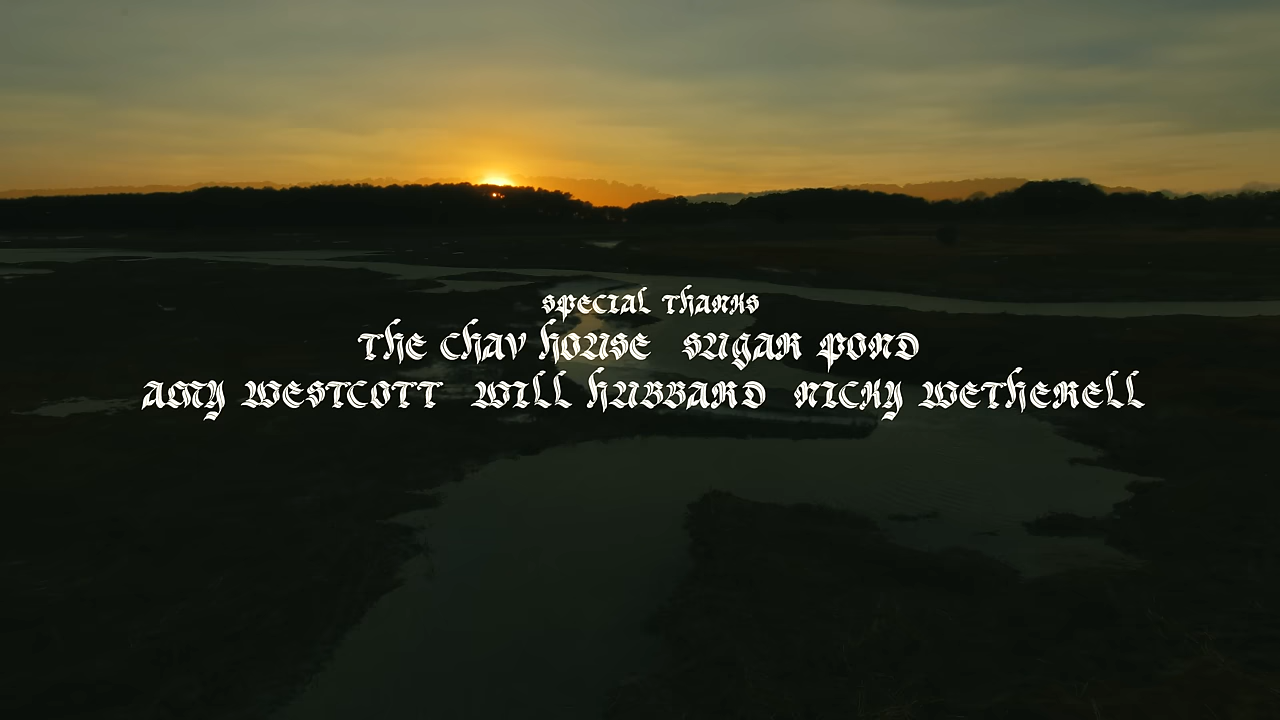 SPECIAL THANKS
THE CHAV HOUSE SUGAR POND
AMY WESTCOTT WILL HUBBARD NICKY WETHERELL